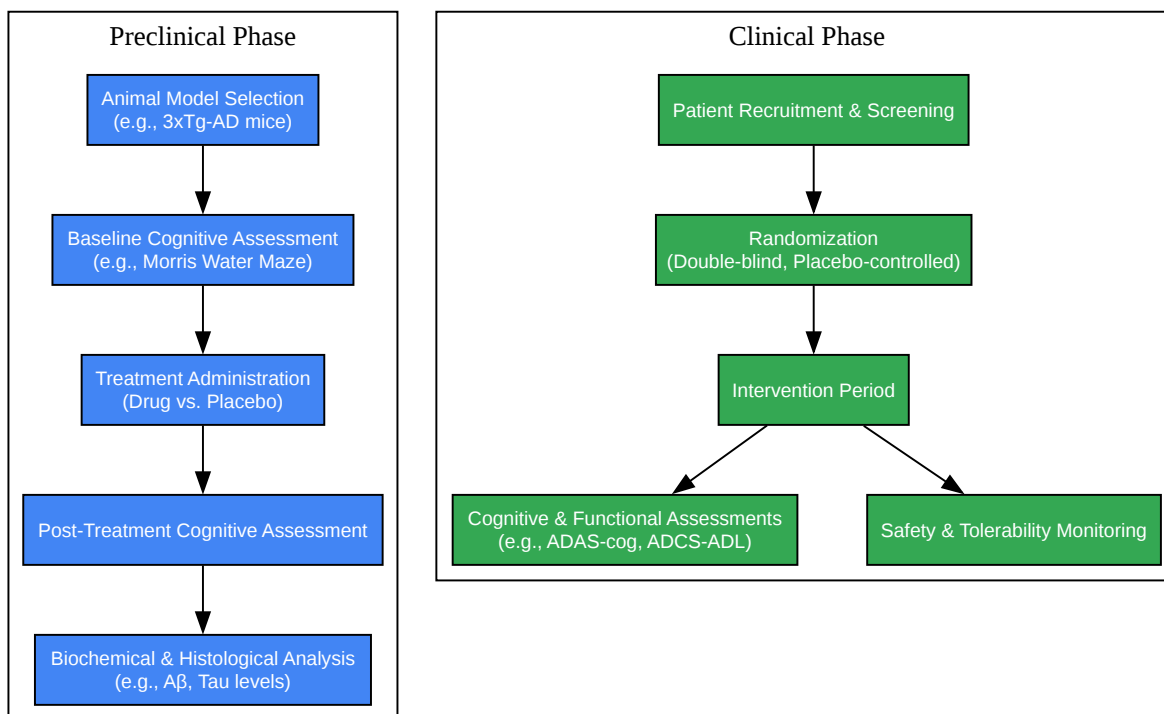 Preclinical Phase
Animal Model Selection
(e.g., 3xTg-AD mice)
Baseline Cognitive Assessment
(e.g., Morris Water Maze)
Treatment Administration
(Drug vs. Placebo)
Post-Treatment Cognitive Assessment
Biochemical & Histological Analysis
(e.g., Aβ, Tau levels)
Clinical Phase
Patient Recruitment & Screening
Randomization
(Double-blind, Placebo-controlled)
Intervention Period
Cognitive & Functional Assessments
(e.g., ADAS-cog, ADCS-ADL)
Safety & Tolerability Monitoring